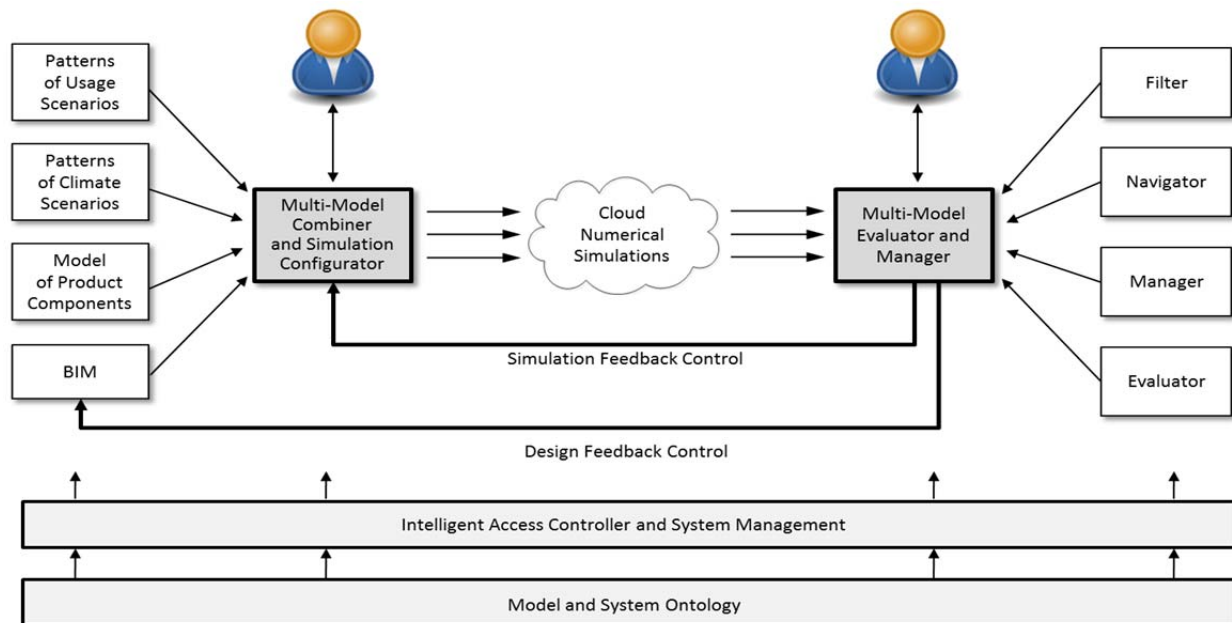 Patterns
of Usage
Scenarios
Patterns
of Climate
Scenarios
Model
of Product
Components
BIM
Multi-Model
Combiner
and Simulation
Configurator
Cloud
Numerical
Simulations
Multi-Model
Evaluator and
Manager
Filter
Navigator
Manager
Evaluator
Simulation Feedback Control
Design Feedback Control
Intelligent Access Controller and System Management
Model and System Ontology